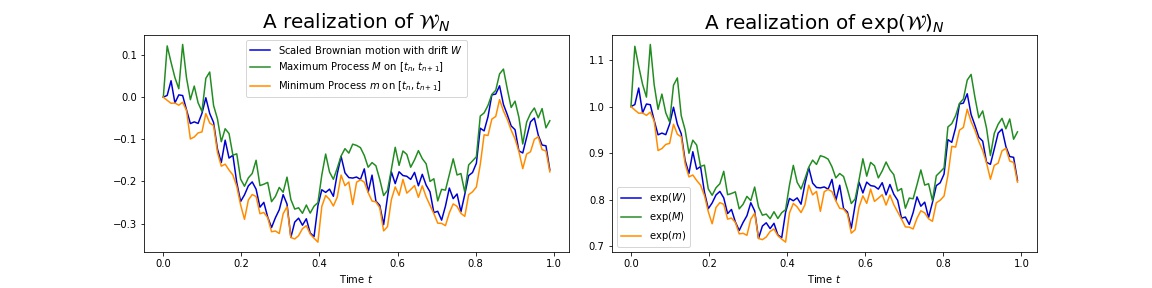 A realization of 𝒲_N
0.1
0.0
−0.1
−0.2
−0.3
Scaled Brownian motion with drift W
Maximum Process M on [t_n, t_{n+1}]
Minimum Process m on [t_n, t_{n+1}]
0.0 0.2 0.4 0.6 0.8 1.0
Time t
A realization of exp(𝒲)_N
1.1
1.0
0.9
0.8
0.7
exp(W)
exp(M)
exp(m)
0.0 0.2 0.4 0.6 0.8 1.0
Time t